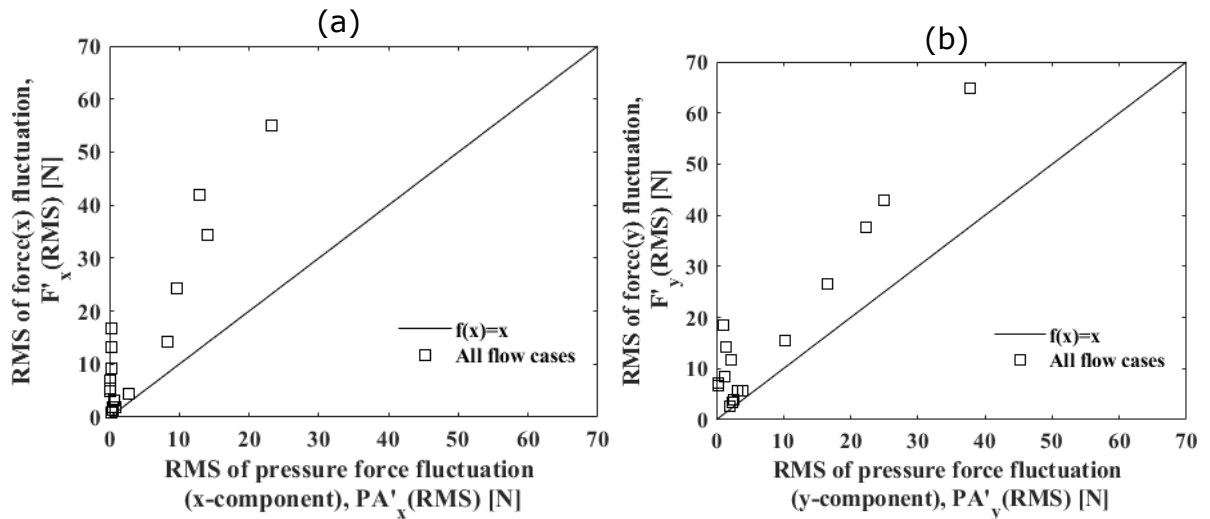 (a)
70
60
50
40
30
20
10
0
RMS of force(x) fluctuation,
F'x(RMS) [N]
f(x)=x
All flow cases
0 10 20 30 40 50 60 70
RMS of pressure force fluctuation
(x-component), PA'x(RMS) [N]
(b)
70
60
50
40
30
20
10
0
RMS of force(y) fluctuation,
F'y(RMS) [N]
f(x)=x
All flow cases
0 10 20 30 40 50 60 70
RMS of pressure force fluctuation
(y-component), PA'y(RMS) [N]